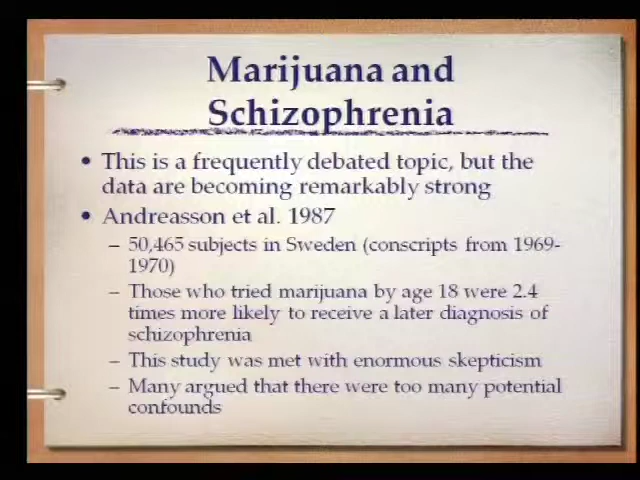 Marijuana and
Schizophrenia
• This is a frequently debated topic, but the
data are becoming remarkably strong
• Andreasson et al. 1987
– 50,465 subjects in Sweden (conscripts from 1969-
1970)
– Those who tried marijuana by age 18 were 2.4
times more likely to receive a later diagnosis of
schizophrenia
– This study was met with enormous skepticism
– Many argued that there were too many potential
confounds